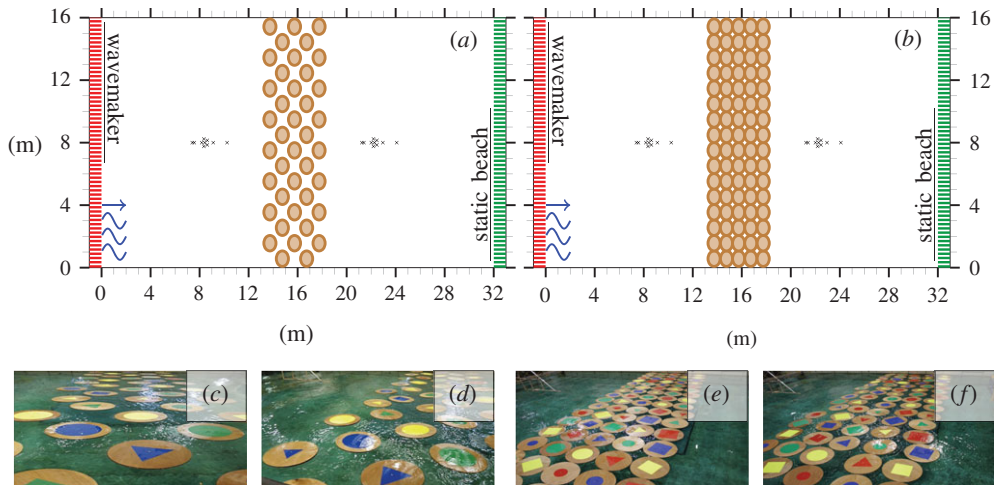 16
12
(m) 8
4
0
wavemaker
(a)
static beach
0 4 8 12 16 20 24 28 32
(m)
wavemaker
(b)
static beach
16
12
8
4
0
0 4 8 12 16 20 24 28 32
(m)
(c)
(d)
(e)
(f)